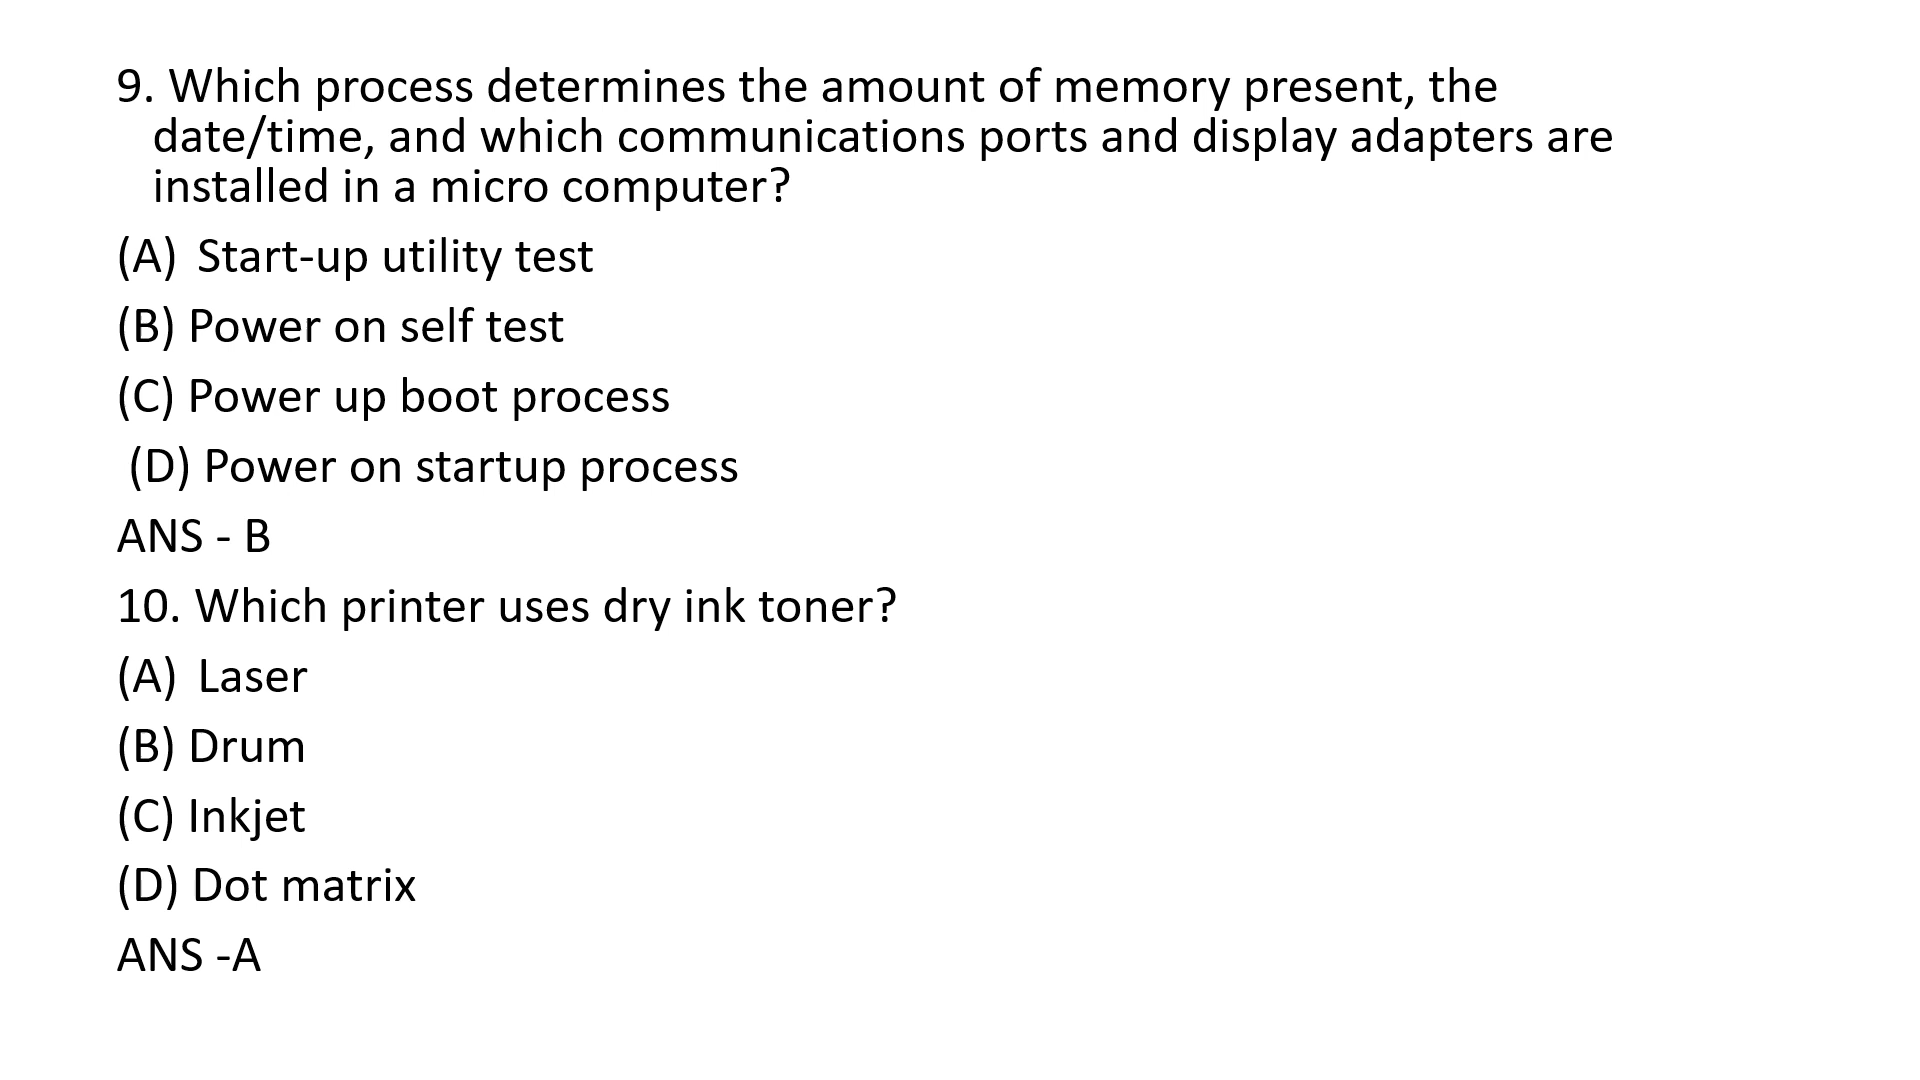 9. Which process determines the amount of memory present, the
date/time, and which communications ports and display adapters are
installed in a micro computer?
(A) Start-up utility test
(B) Power on self test
(C) Power up boot process
(D) Power on startup process
ANS - B
10. Which printer uses dry ink toner?
(A) Laser
(B) Drum
(C) Inkjet
(D) Dot matrix
ANS -A